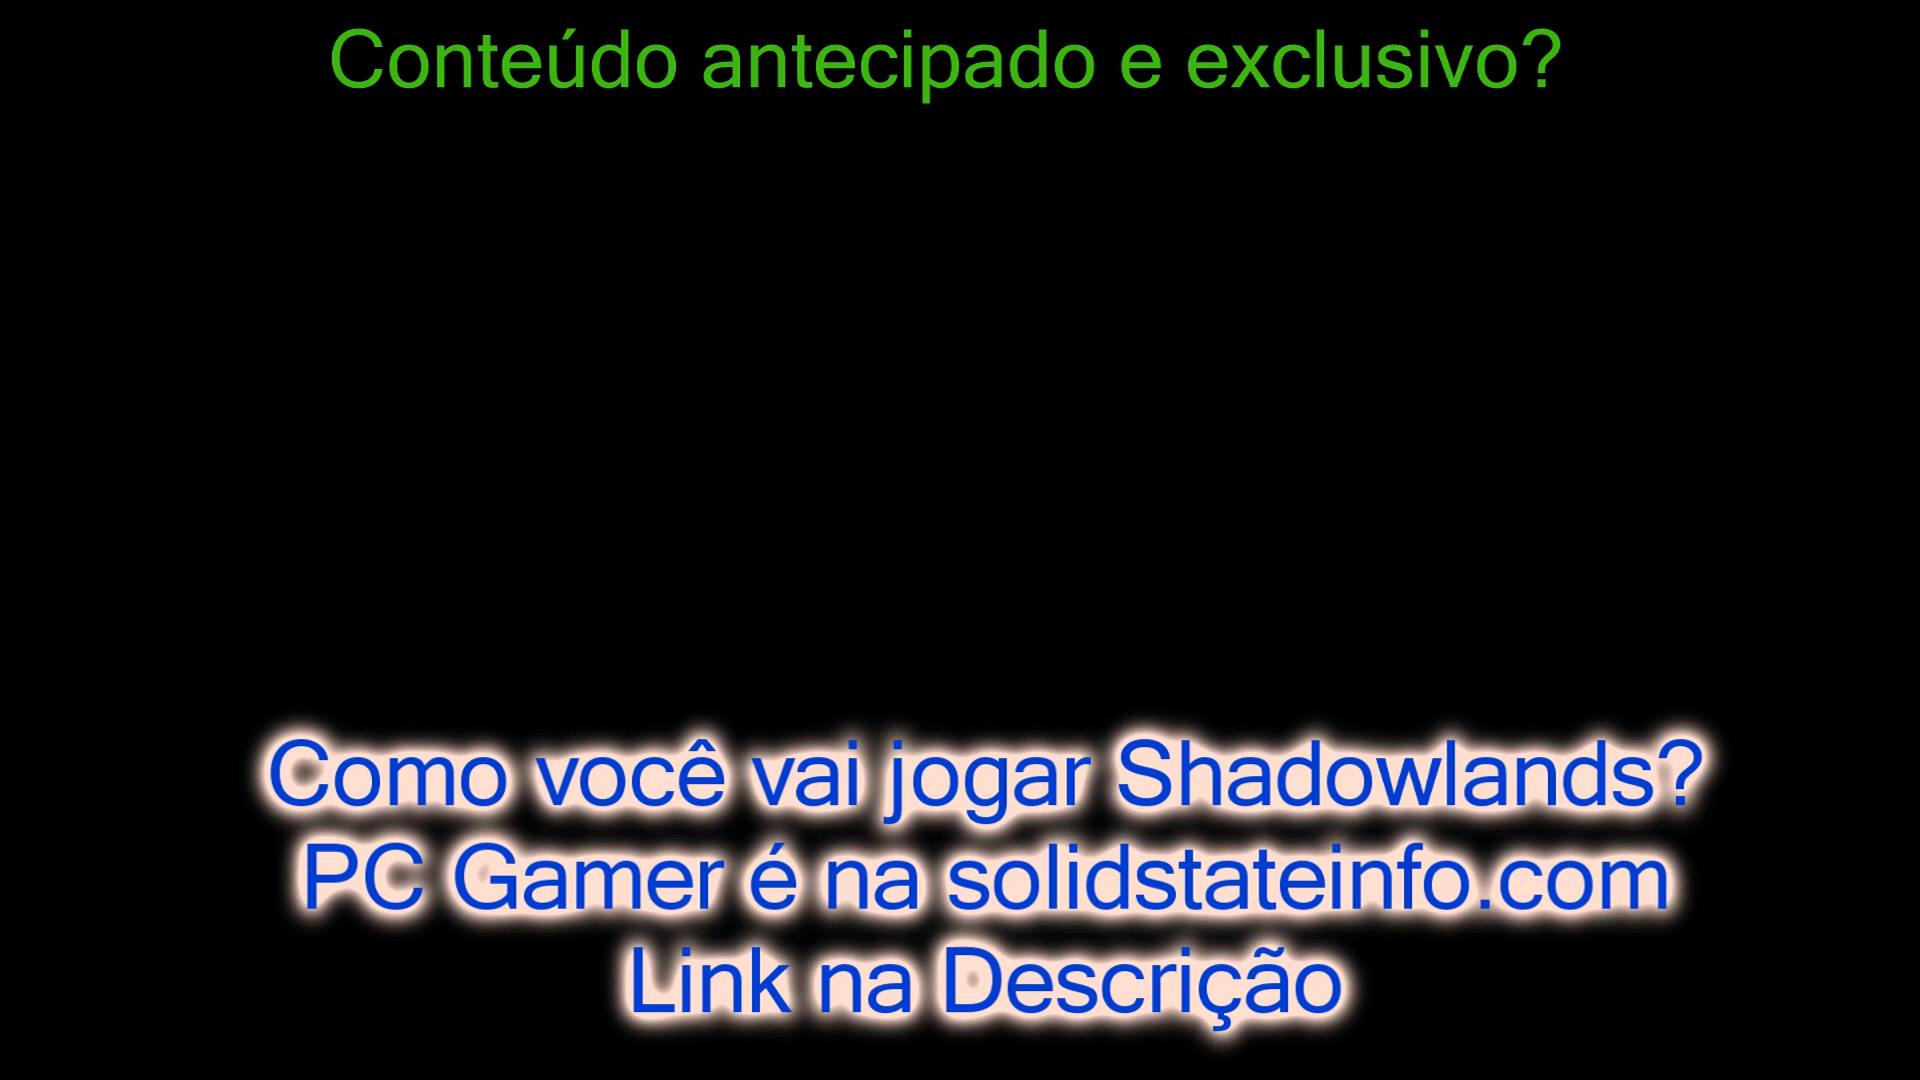 Conteúdo antecipado e exclusivo?
Como você vai jogar Shadowlands?
PC Gamer é na solidstateinfo.com
Link na Descrição